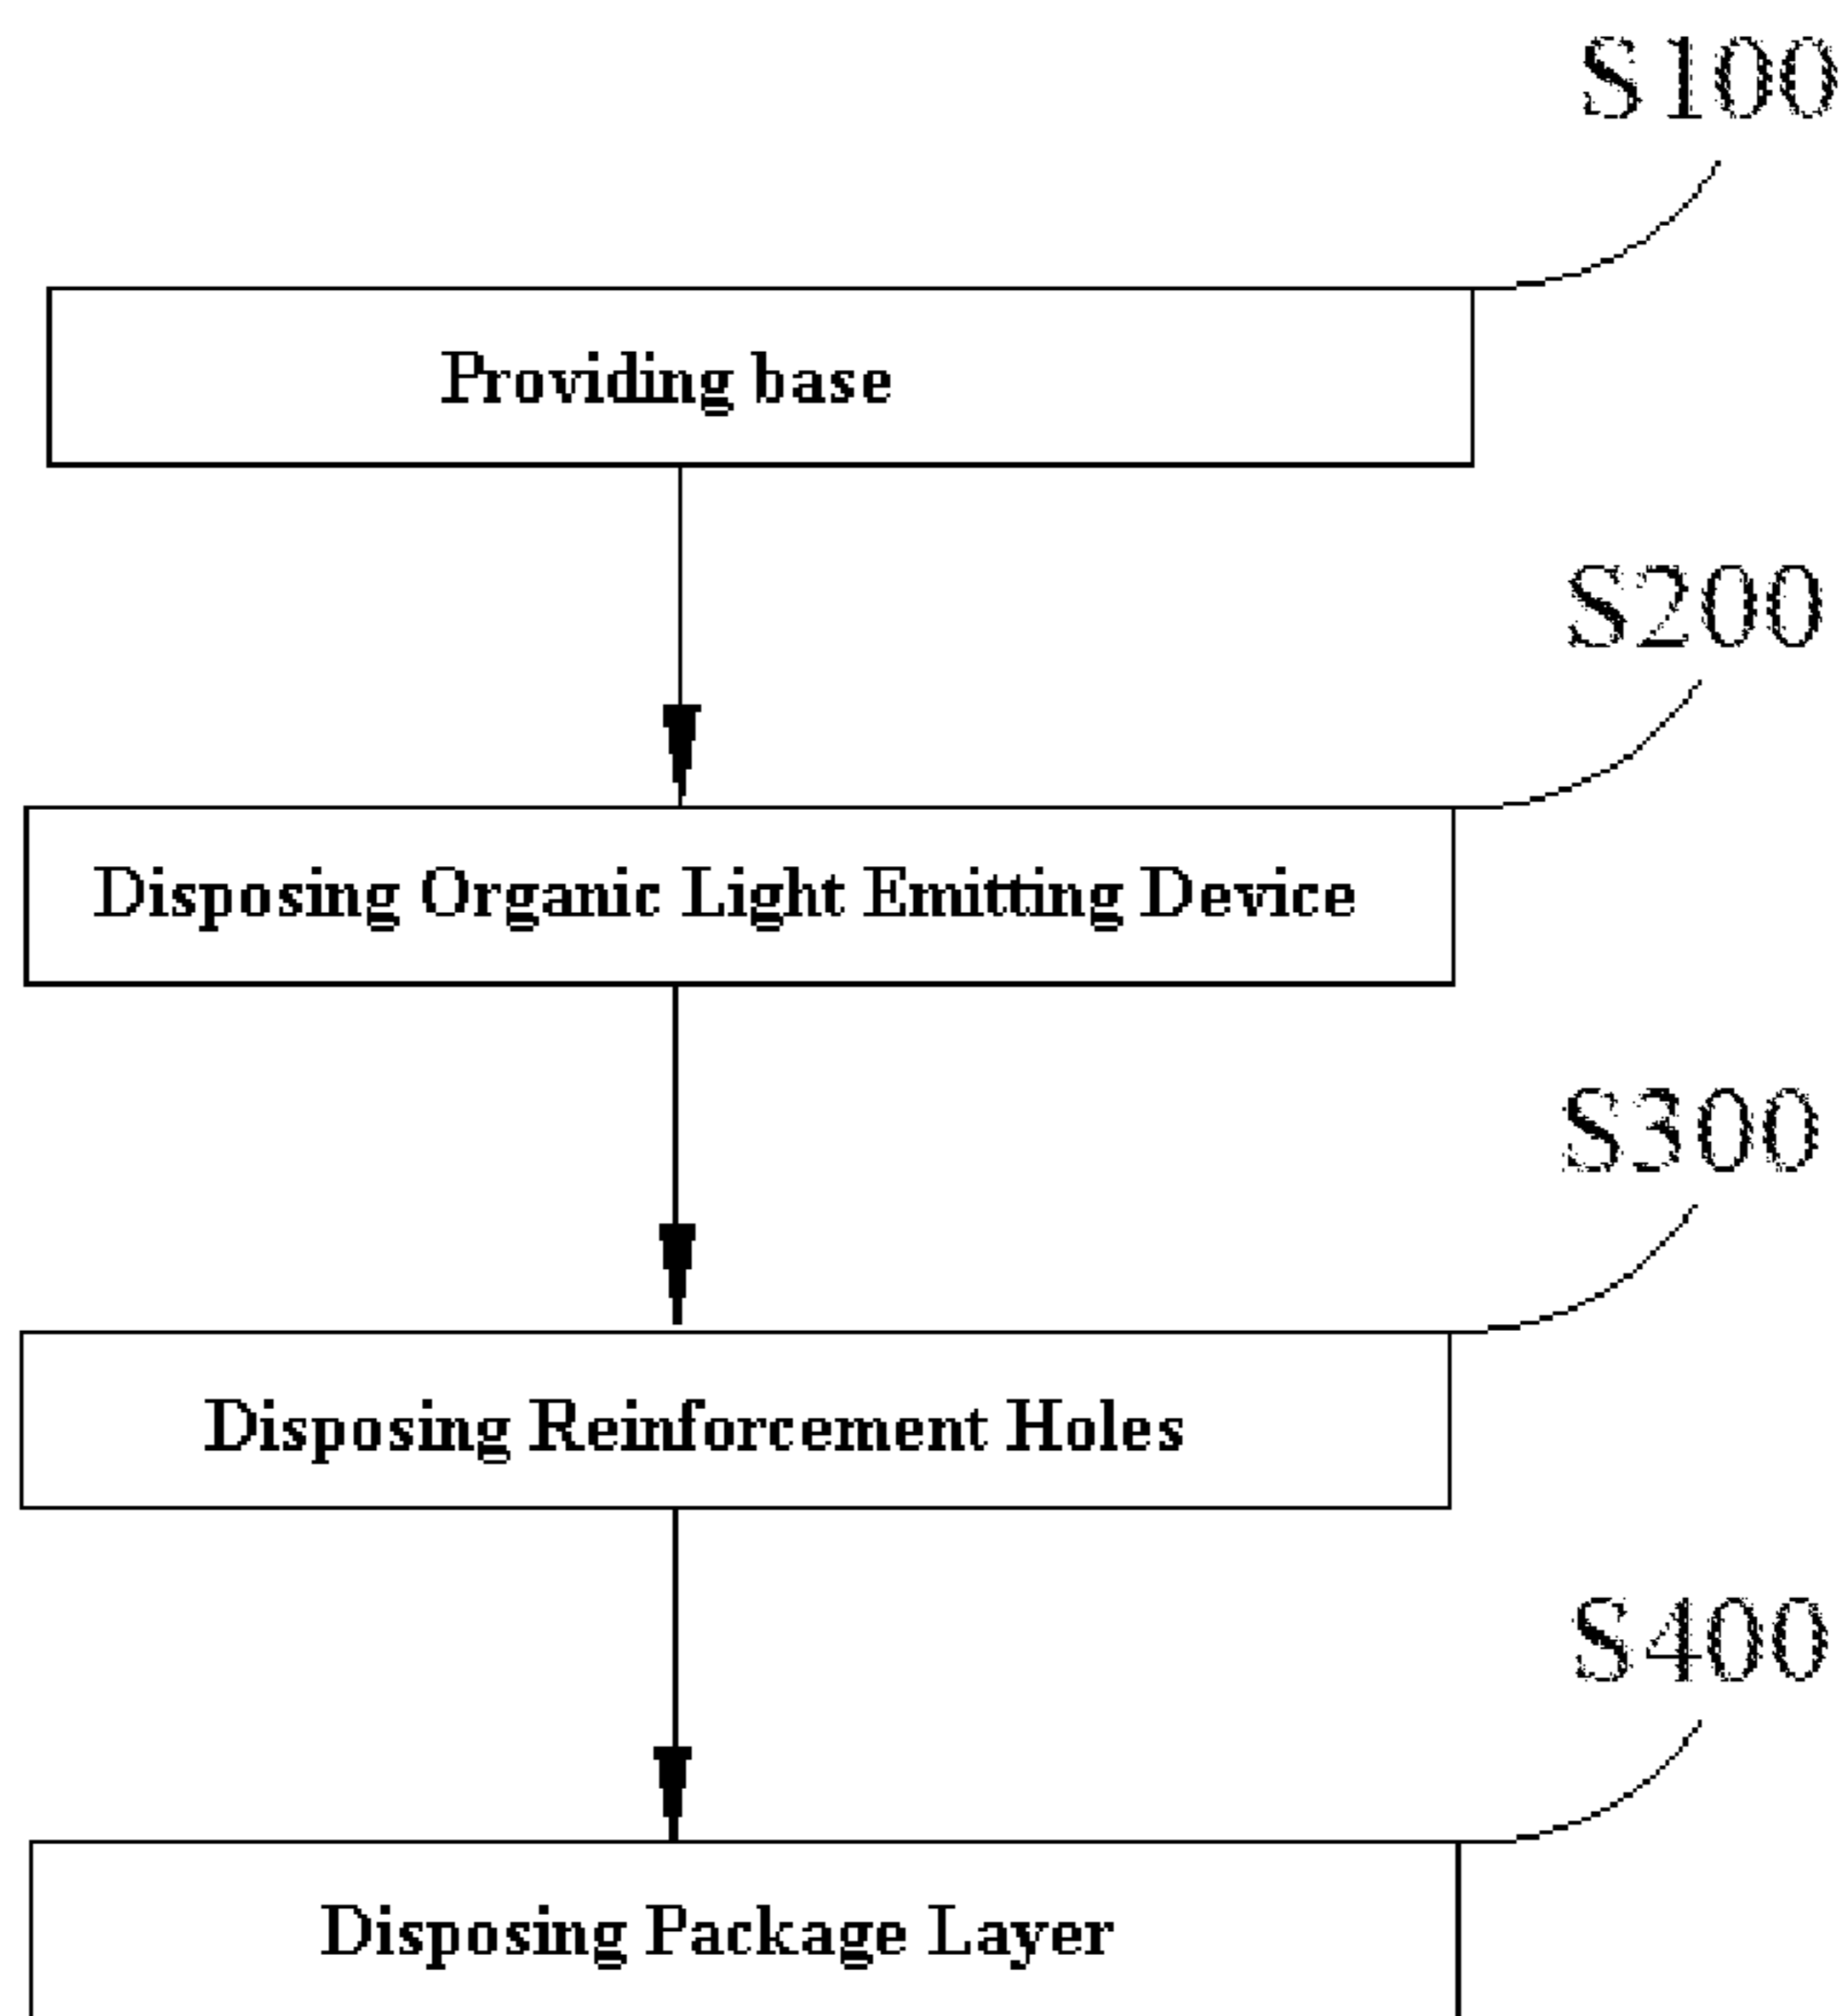 S100
Providing base
S200
Disposing Organic Light Emitting Device
S300
Disposing Reinforcement Holes
S400
Disposing Package Layer